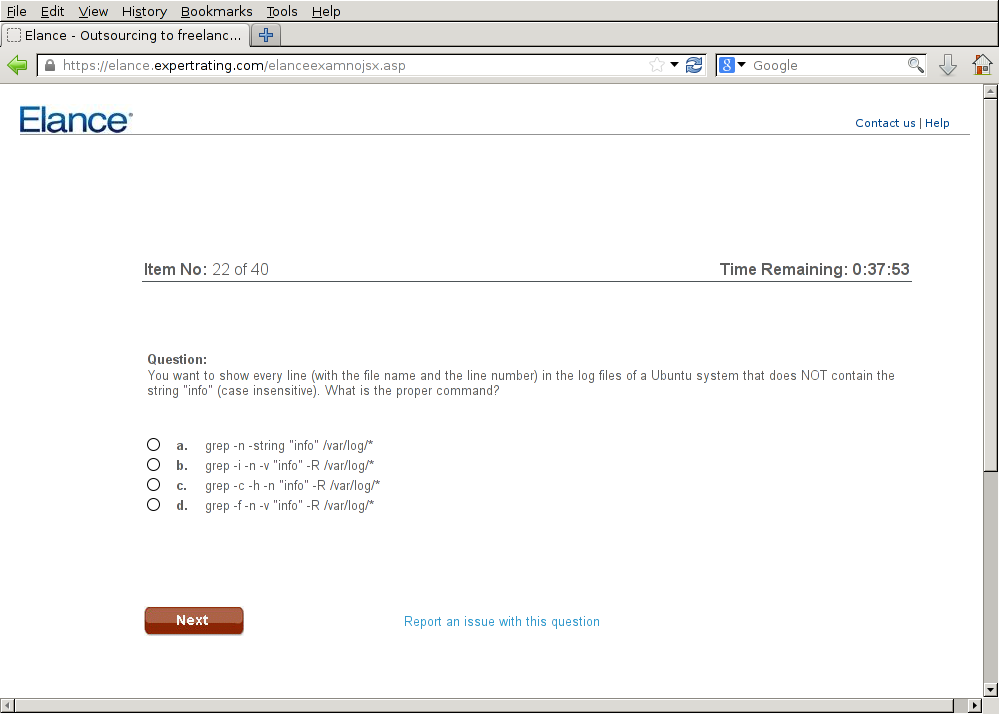 File Edit View History Bookmarks Tools Help
Elance - Outsourcing to freelanc...
https://elance.expertrating.com/elanceexamnojsx.asp
8 Google
Elance
Contact us | Help
Item No: 22 of 40
Time Remaining: 0:37:53
Question:
You want to show every line (with the file name and the line number) in the log files of a Ubuntu system that does NOT contain the
string "info" (case insensitive). What is the proper command?
a. grep -n -string "info" /var/log/*
b. grep -i -n -v "info" -R /var/log/*
c. grep -c -h -n "info" -R /var/log/*
d. grep -f -n -v "info" -R /var/log/*
Next
Report an issue with this question